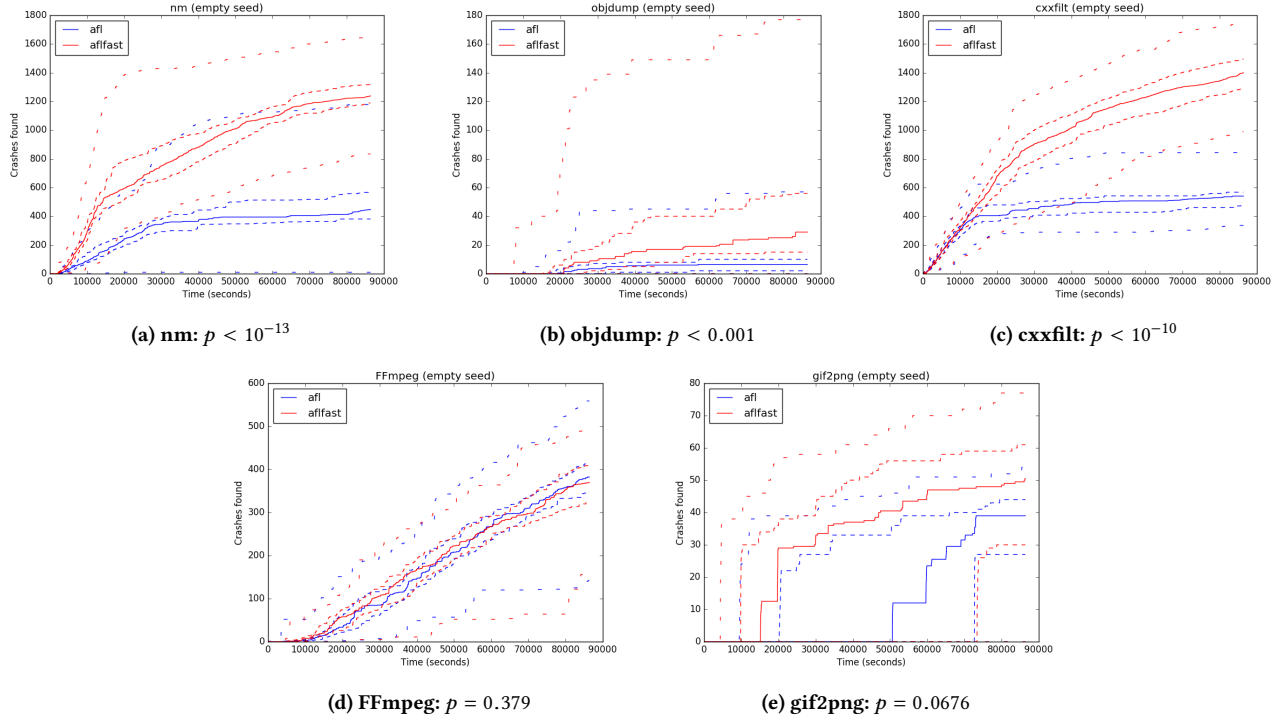 nm (empty seed)
1800
1600
1400
1200
1000
800
600
400
200
0
Crashes found
afl
aflfast
0 10000 20000 30000 40000 50000 60000 70000 80000 90000
Time (seconds)
(a) nm: p < 10⁻¹³
objdump (empty seed)
180
160
140
120
100
80
60
40
20
0
Crashes found
afl
aflfast
0 10000 20000 30000 40000 50000 60000 70000 80000 90000
Time (seconds)
(b) objdump: p < 0.001
cxxfilt (empty seed)
1800
1600
1400
1200
1000
800
600
400
200
0
Crashes found
afl
aflfast
0 10000 20000 30000 40000 50000 60000 70000 80000 90000
Time (seconds)
(c) cxxfilt: p < 10⁻¹⁰
FFmpeg (empty seed)
600
500
400
300
200
100
0
Crashes found
afl
aflfast
0 10000 20000 30000 40000 50000 60000 70000 80000 90000
Time (seconds)
(d) FFmpeg: p = 0.379
gif2png (empty seed)
80
70
60
50
40
30
20
10
0
Crashes found
afl
aflfast
0 10000 20000 30000 40000 50000 60000 70000 80000 90000
Time (seconds)
(e) gif2png: p = 0.0676